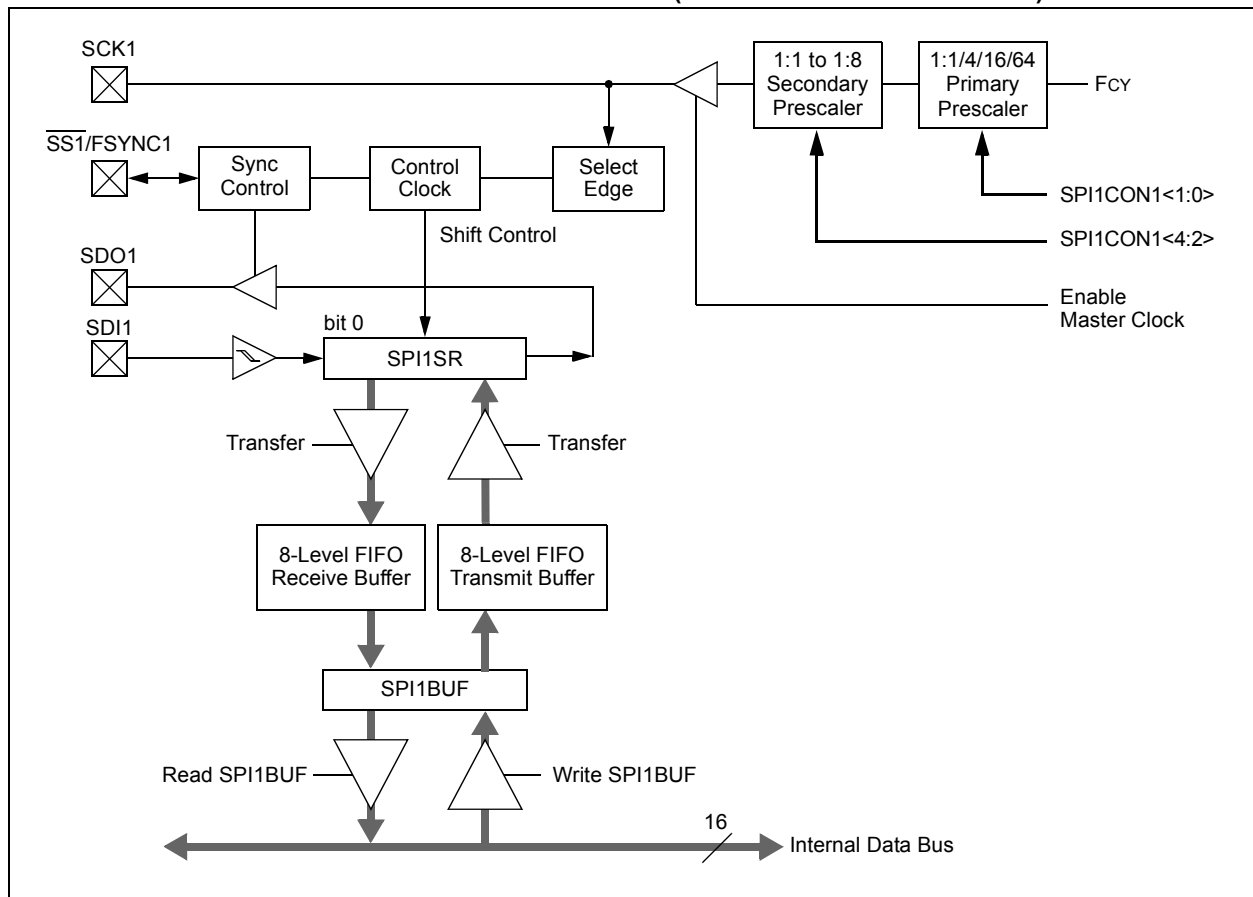 SCK1
1:1 to 1:8
Secondary
Prescaler
1:1/4/16/64
Primary
Prescaler
FCY
SS1/FSYNC1
Sync
Control
Control
Clock
Select
Edge
SPI1CON1<1:0>
Shift Control
SPI1CON1<4:2>
SDO1
Enable
Master Clock
bit 0
SDI1
SPI1SR
Transfer
Transfer
8-Level FIFO
Receive Buffer
8-Level FIFO
Transmit Buffer
SPI1BUF
Read SPI1BUF
Write SPI1BUF
16
Internal Data Bus